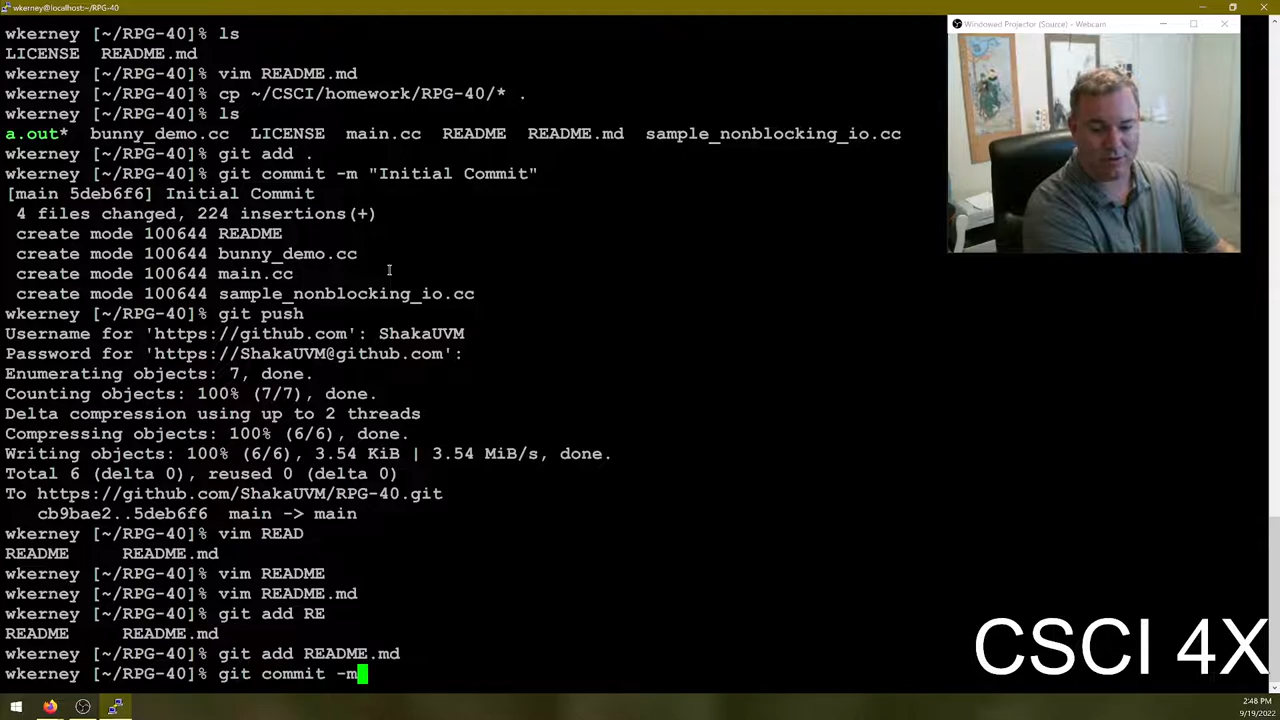 wkerney@localhost:~/RPG-40
Windowed Projector (Source) - Webcam
wkerney [~/RPG-40]% ls
LICENSE  README.md
wkerney [~/RPG-40]% vim README.md
wkerney [~/RPG-40]% cp ~/CSCI/homework/RPG-40/* .
wkerney [~/RPG-40]% ls
a.out*  bunny_demo.cc  LICENSE  main.cc  README  README.md  sample_nonblocking_io.cc
wkerney [~/RPG-40]% git add .
wkerney [~/RPG-40]% git commit -m "Initial Commit"
[main 5deb6f6] Initial Commit
 4 files changed, 224 insertions(+)
 create mode 100644 README
 create mode 100644 bunny_demo.cc
 create mode 100644 main.cc
 create mode 100644 sample_nonblocking_io.cc
wkerney [~/RPG-40]% git push
Username for 'https://github.com': ShakaUVM
Password for 'https://ShakaUVM@github.com':
Enumerating objects: 7, done.
Counting objects: 100% (7/7), done.
Delta compression using up to 2 threads
Compressing objects: 100% (6/6), done.
Writing objects: 100% (6/6), 3.54 KiB | 3.54 MiB/s, done.
Total 6 (delta 0), reused 0 (delta 0)
To https://github.com/ShakaUVM/RPG-40.git
   cb9bae2..5deb6f6  main -> main
wkerney [~/RPG-40]% vim READ
README     README.md
wkerney [~/RPG-40]% vim README
wkerney [~/RPG-40]% vim README.md
wkerney [~/RPG-40]% git add RE
README     README.md
wkerney [~/RPG-40]% git add README.md
wkerney [~/RPG-40]% git commit -m
CSCI 4X
2:48 PM
9/19/2022